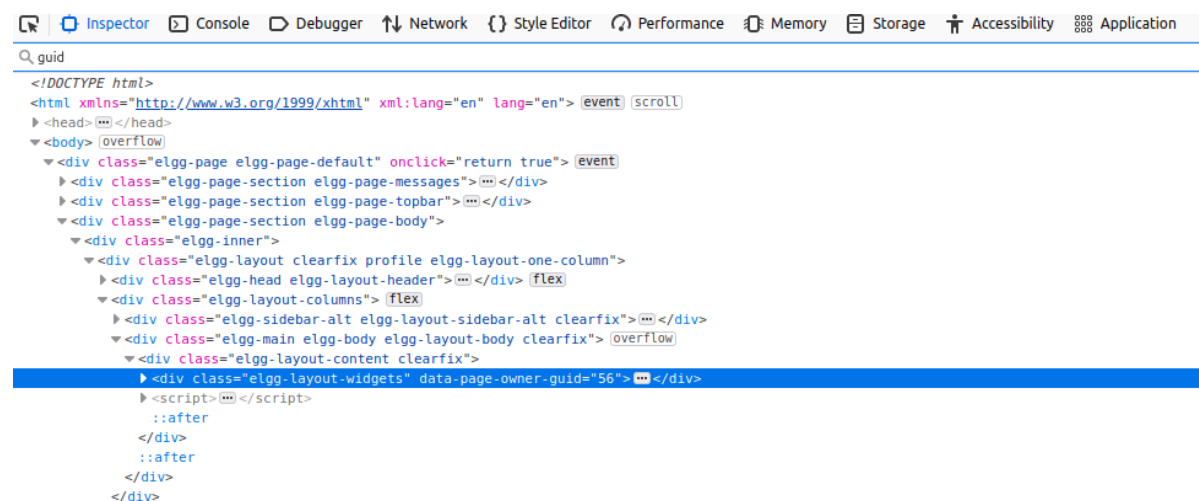 Inspector Console Debugger Network {} Style Editor Performance Memory Storage Accessibility Application
guid
<!DOCTYPE html>
<html xmlns="http://www.w3.org/1999/xhtml" xml:lang="en" lang="en"> event scroll
<head> ••• </head>
<body> overflow
<div class="elgg-page elgg-page-default" onclick="return true"> event
<div class="elgg-page-section elgg-page-messages"> ••• </div>
<div class="elgg-page-section elgg-page-topbar"> ••• </div>
<div class="elgg-page-section elgg-page-body">
<div class="elgg-inner">
<div class="elgg-layout clearfix profile elgg-layout-one-column">
<div class="elgg-head elgg-layout-header"> ••• </div> flex
<div class="elgg-layout-columns"> flex
<div class="elgg-sidebar-alt elgg-layout-sidebar-alt clearfix"> ••• </div>
<div class="elgg-main elgg-body elgg-layout-body clearfix"> overflow
<div class="elgg-layout-content clearfix">
<div class="elgg-layout-widgets" data-page-owner-guid="56"> ••• </div>
<script> ••• </script>
::after
</div>
::after
</div>
</div>